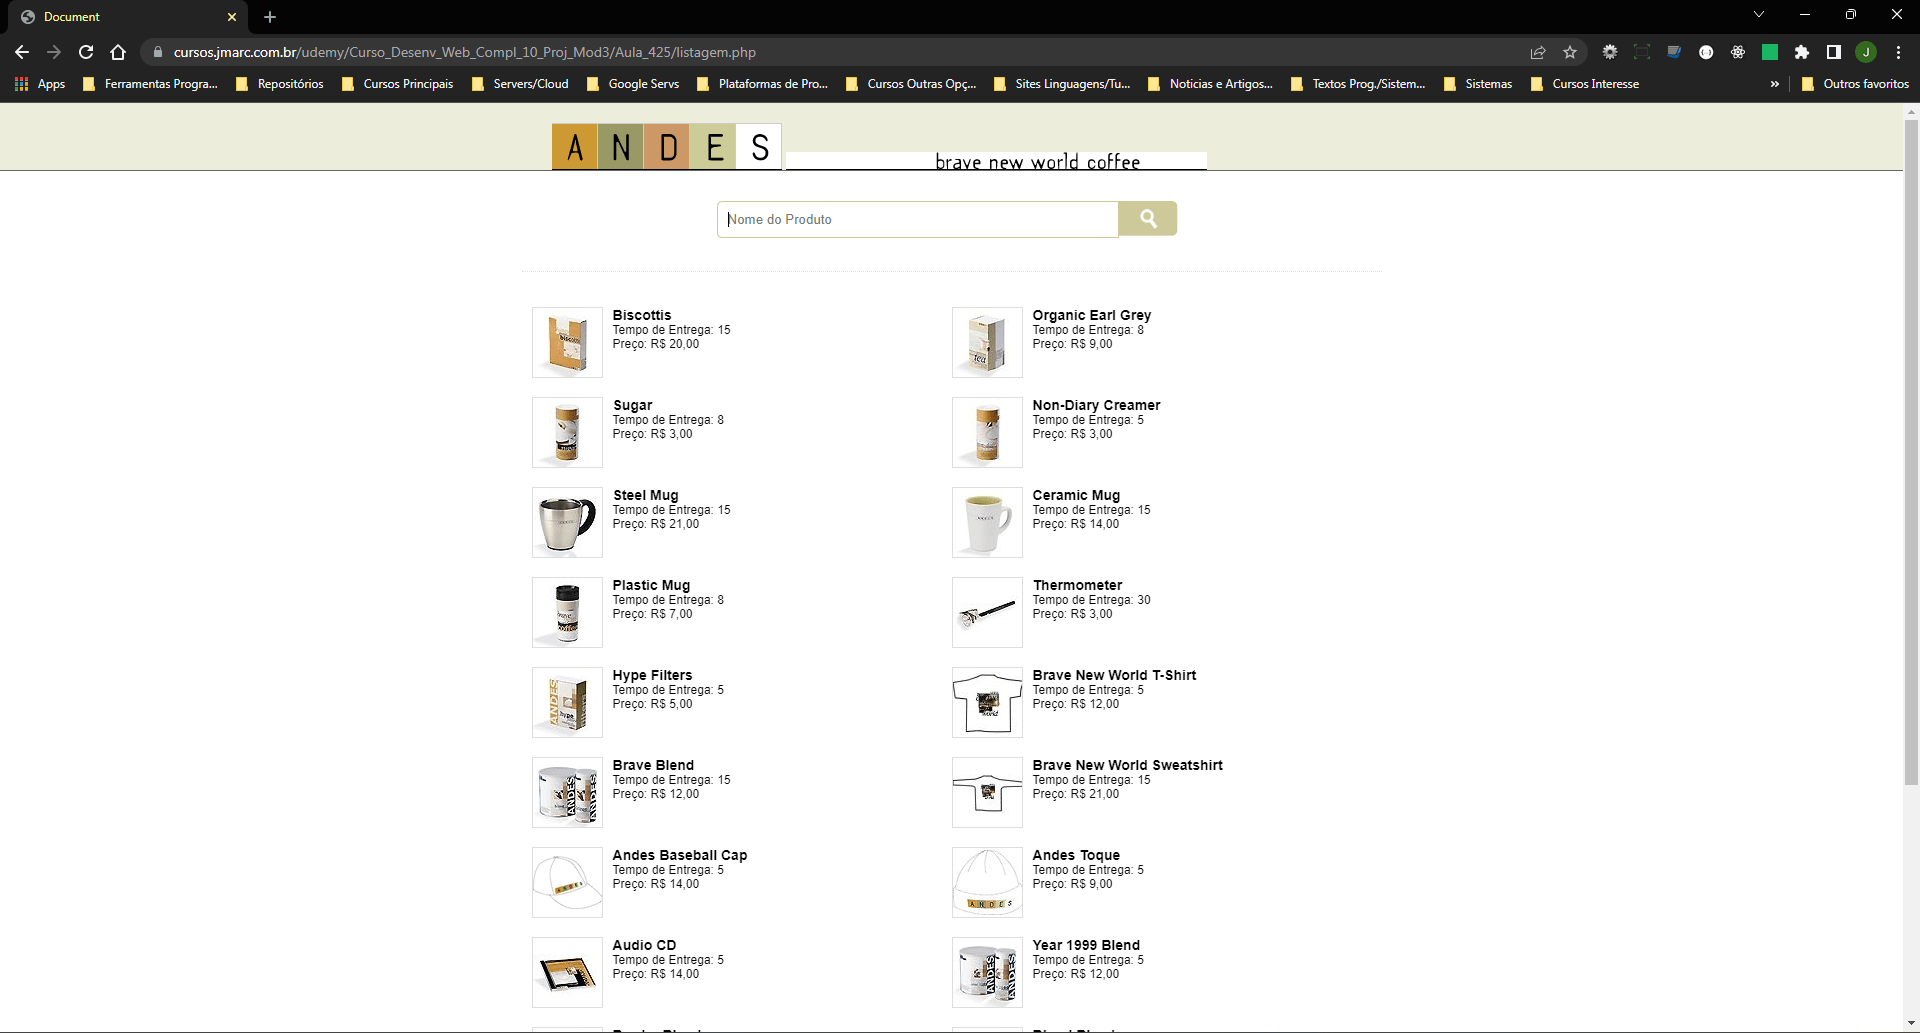 Document
cursos.jmarc.com.br/udemy/Curso_Desenv_Web_Compl_10_Proj_Mod3/Aula_425/listagem.php
J
Apps Ferramentas Progra... Repositórios Cursos Principais Servers/Cloud Google Servs Plataformas de Pro... Cursos Outras Opç... Sites Linguagens/Tu... Noticias e Artigos... Textos Prog./Sistem... Sistemas Cursos Interesse » Outros favoritos
ANDES
brave new world coffee
Nome do Produto
Biscottis
Tempo de Entrega: 15
Preço: R$ 20,00
Organic Earl Grey
Tempo de Entrega: 8
Preço: R$ 9,00
Sugar
Tempo de Entrega: 8
Preço: R$ 3,00
Non-Diary Creamer
Tempo de Entrega: 5
Preço: R$ 3,00
Steel Mug
Tempo de Entrega: 15
Preço: R$ 21,00
Ceramic Mug
Tempo de Entrega: 15
Preço: R$ 14,00
Plastic Mug
Tempo de Entrega: 8
Preço: R$ 7,00
Thermometer
Tempo de Entrega: 30
Preço: R$ 3,00
Hype Filters
Tempo de Entrega: 5
Preço: R$ 5,00
Brave New World T-Shirt
Tempo de Entrega: 5
Preço: R$ 12,00
Brave Blend
Tempo de Entrega: 15
Preço: R$ 12,00
Brave New World Sweatshirt
Tempo de Entrega: 15
Preço: R$ 21,00
Andes Baseball Cap
Tempo de Entrega: 5
Preço: R$ 14,00
Andes Toque
Tempo de Entrega: 5
Preço: R$ 9,00
Audio CD
Tempo de Entrega: 5
Preço: R$ 14,00
Year 1999 Blend
Tempo de Entrega: 5
Preço: R$ 12,00